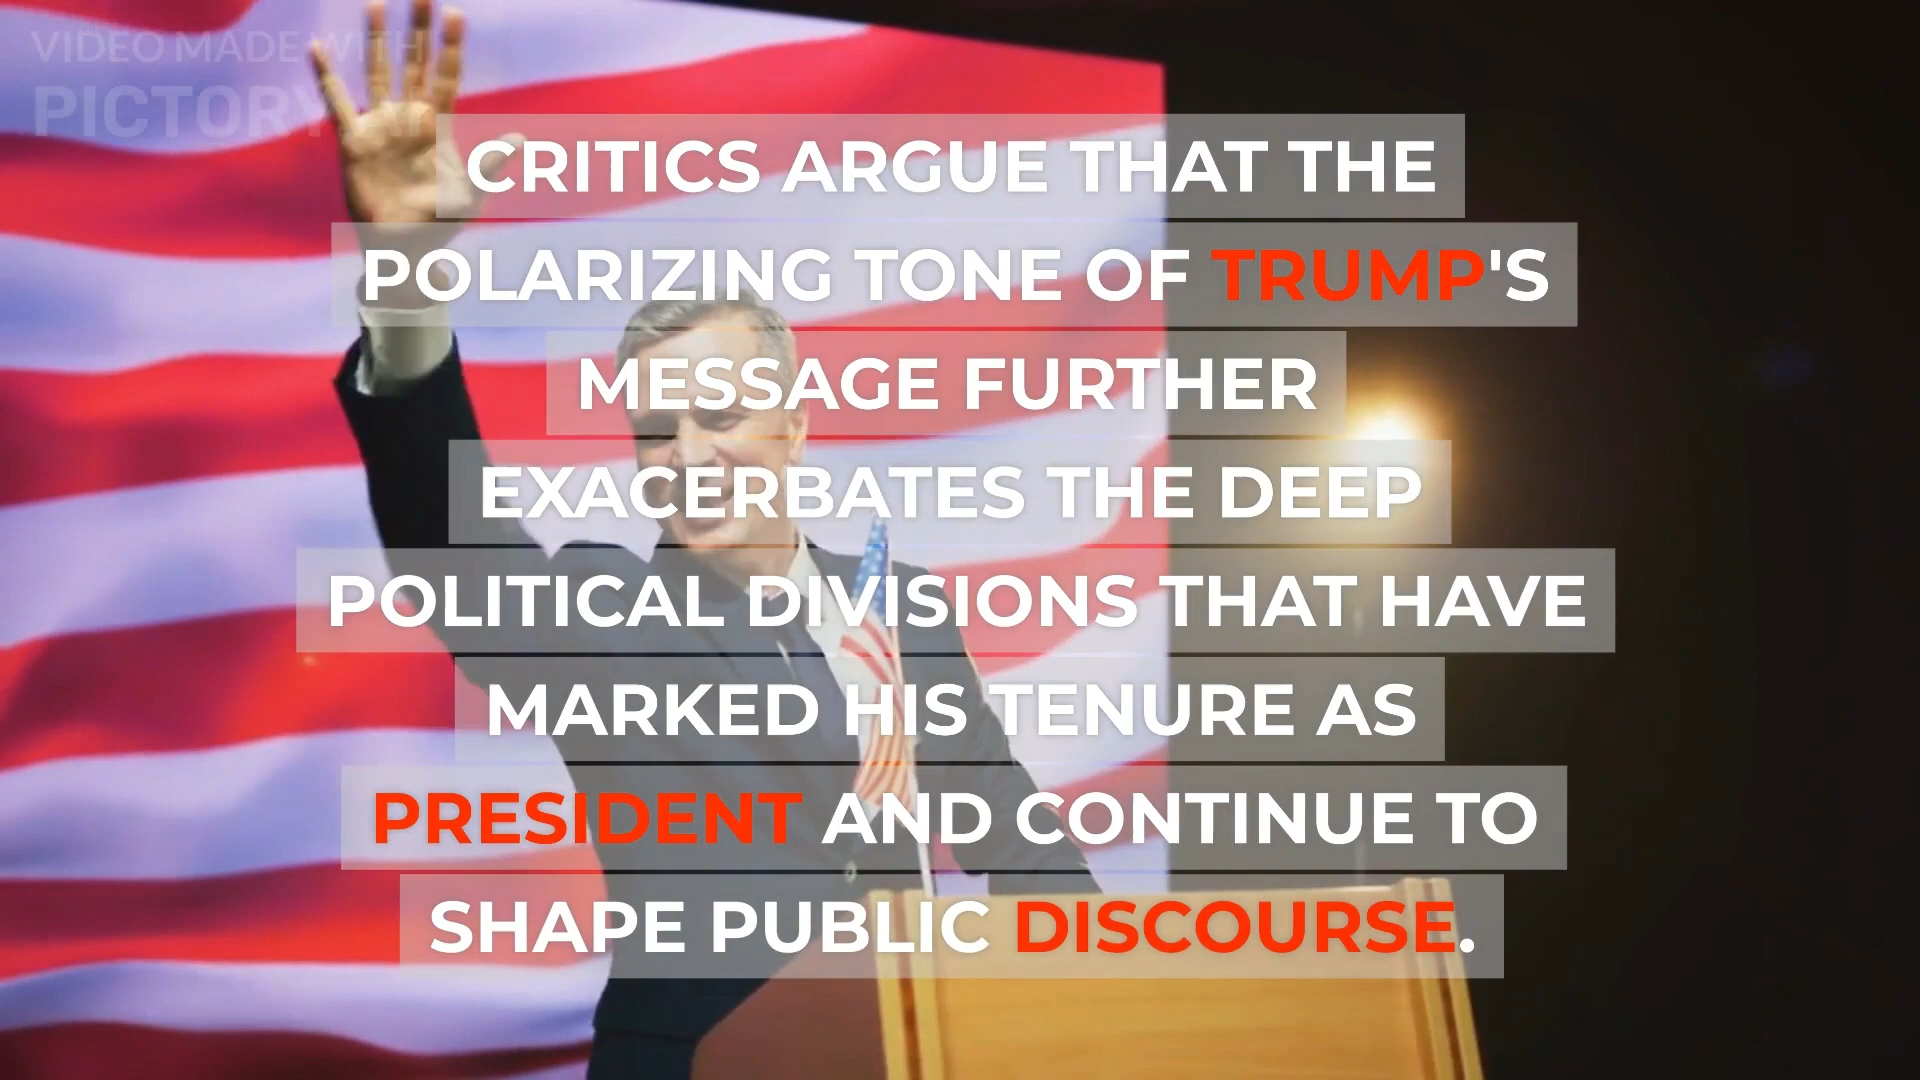 VIDEO MADE WITH
PICTORY.AI
CRITICS ARGUE THAT THE
POLARIZING TONE OF TRUMP'S
MESSAGE FURTHER
EXACERBATES THE DEEP
POLITICAL DIVISIONS THAT HAVE
MARKED HIS TENURE AS
PRESIDENT AND CONTINUE TO
SHAPE PUBLIC DISCOURSE.